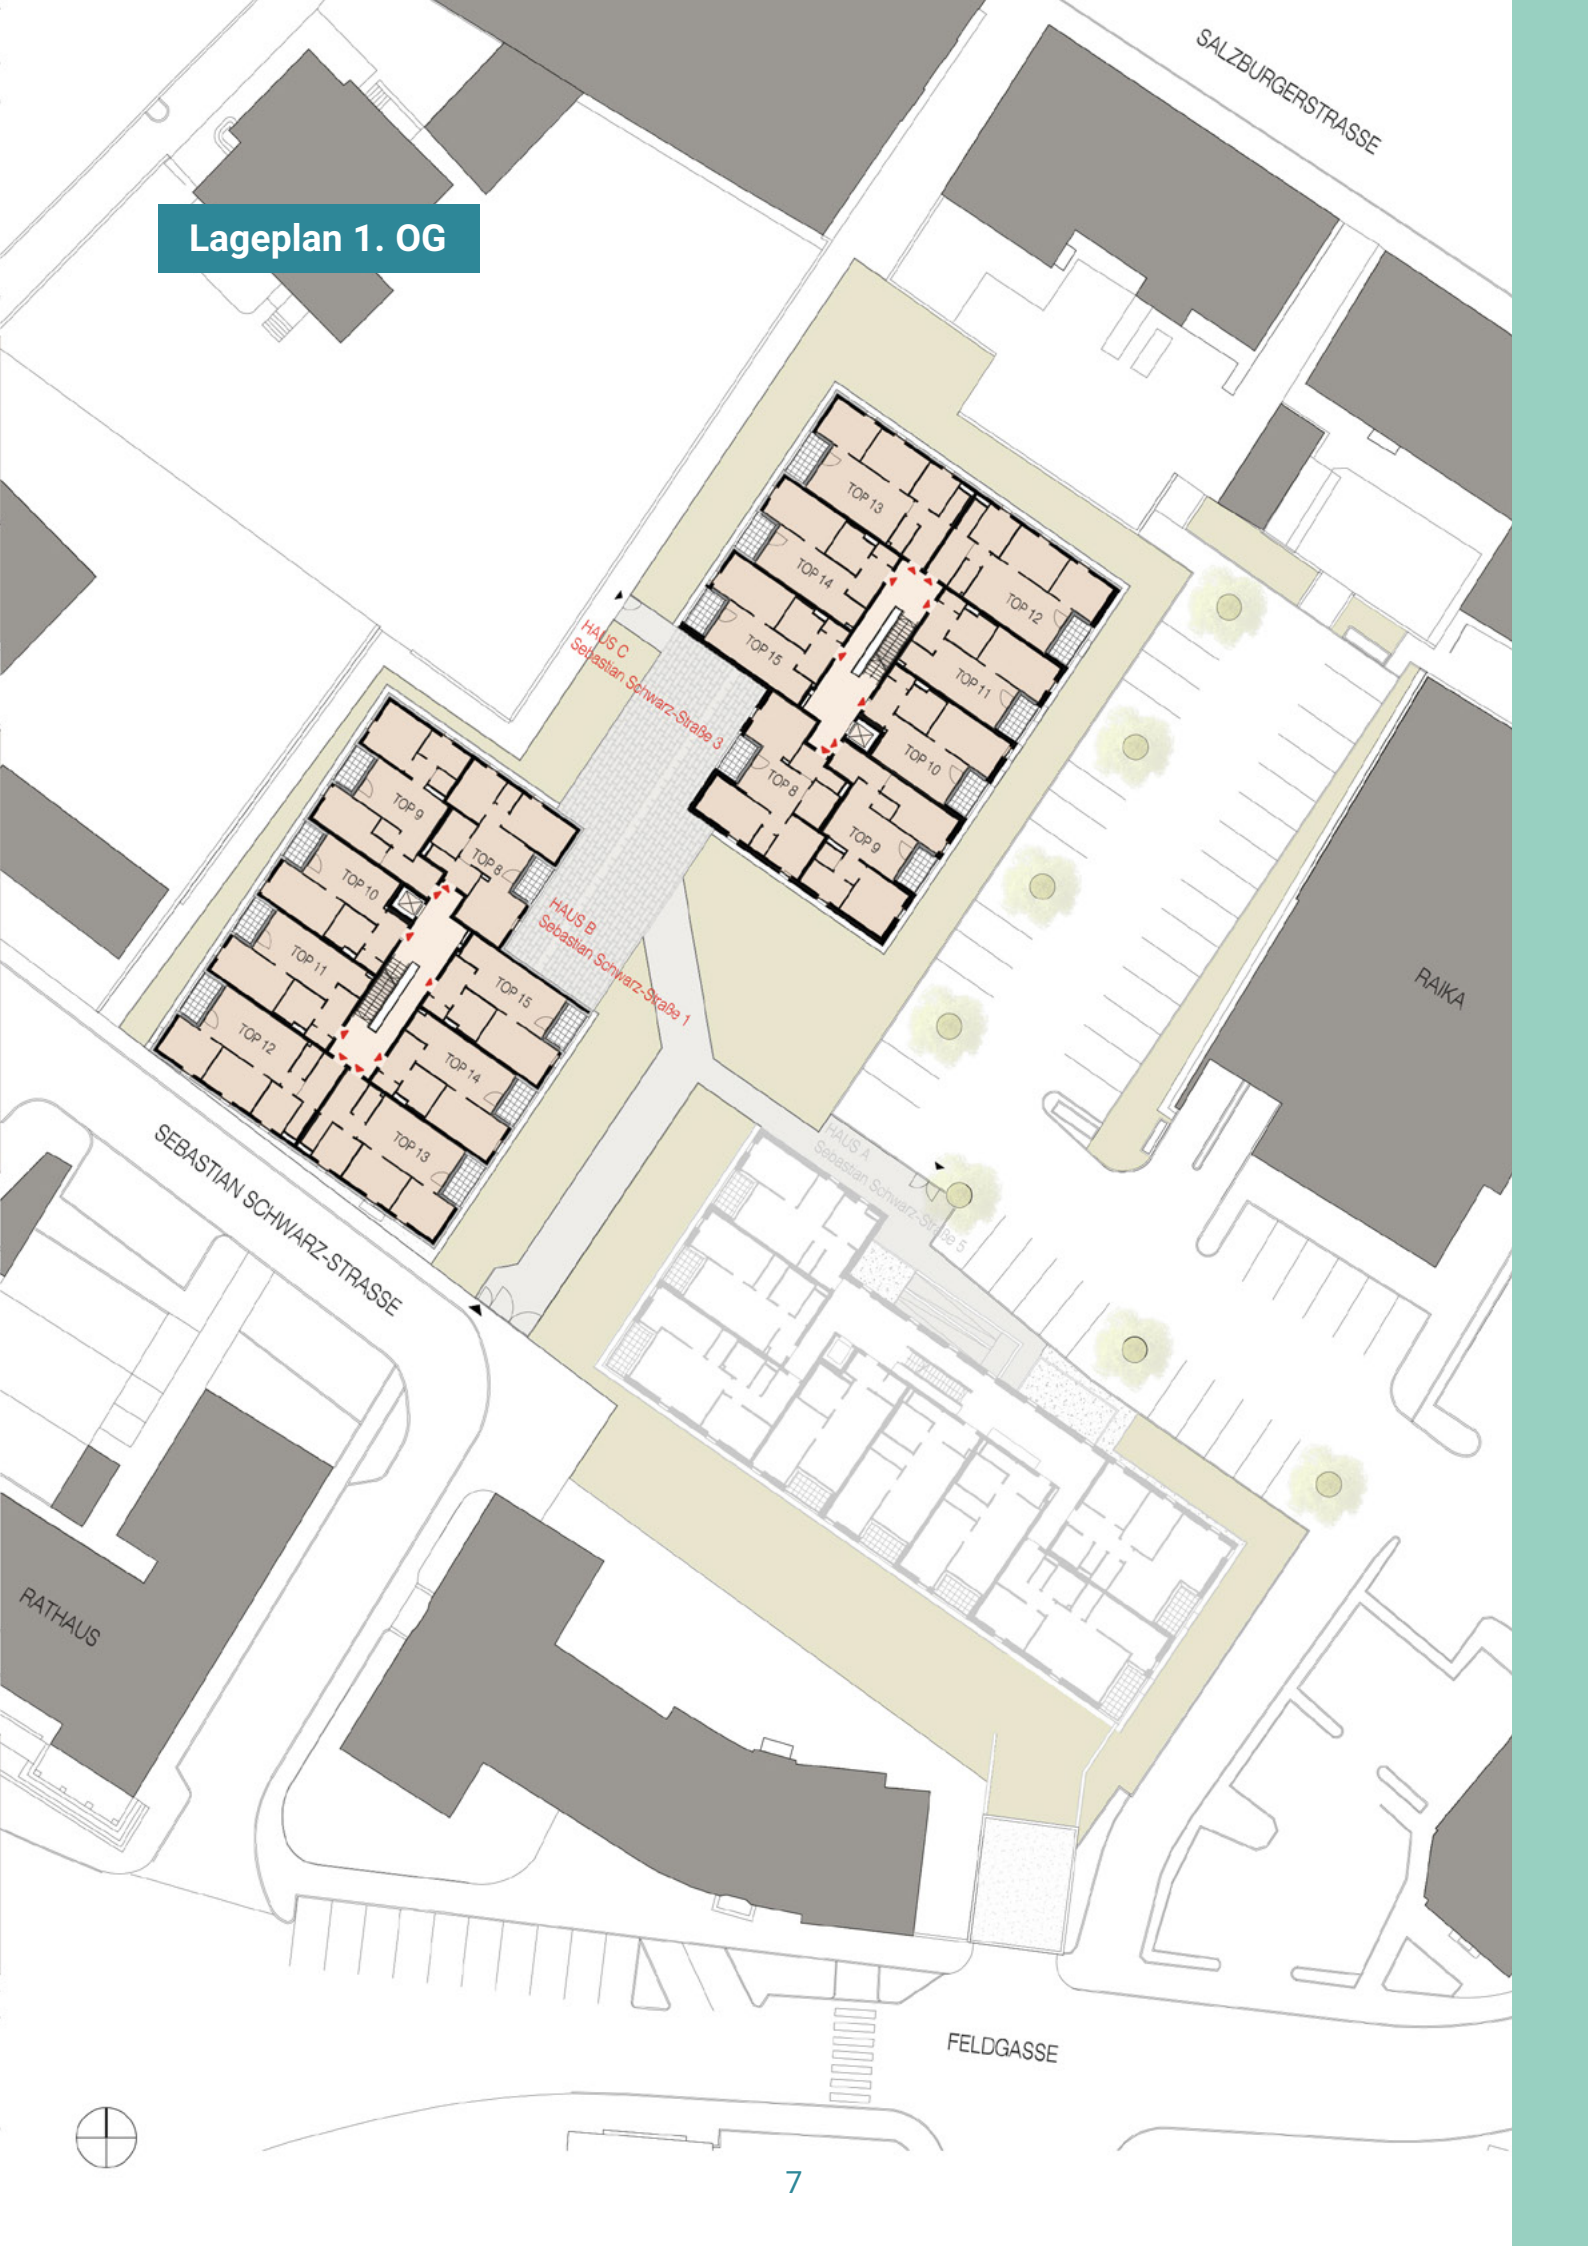 SALZBURGERSTRASSE
Lageplan 1. OG
TOP 13
TOP 14
TOP 12
TOP 15
TOP 11
TOP 10
TOP 8
TOP 9
HAUS C
Sebastian Schwarz-Straße 3
TOP 9
TOP 8
TOP 10
TOP 11
TOP 15
TOP 12
TOP 14
TOP 13
HAUS B
Sebastian Schwarz-Straße 1
RAIKA
HAUS A
Sebastian Schwarz-Straße 5
SEBASTIAN SCHWARZ-STRASSE
RATHAUS
FELDGASSE
7